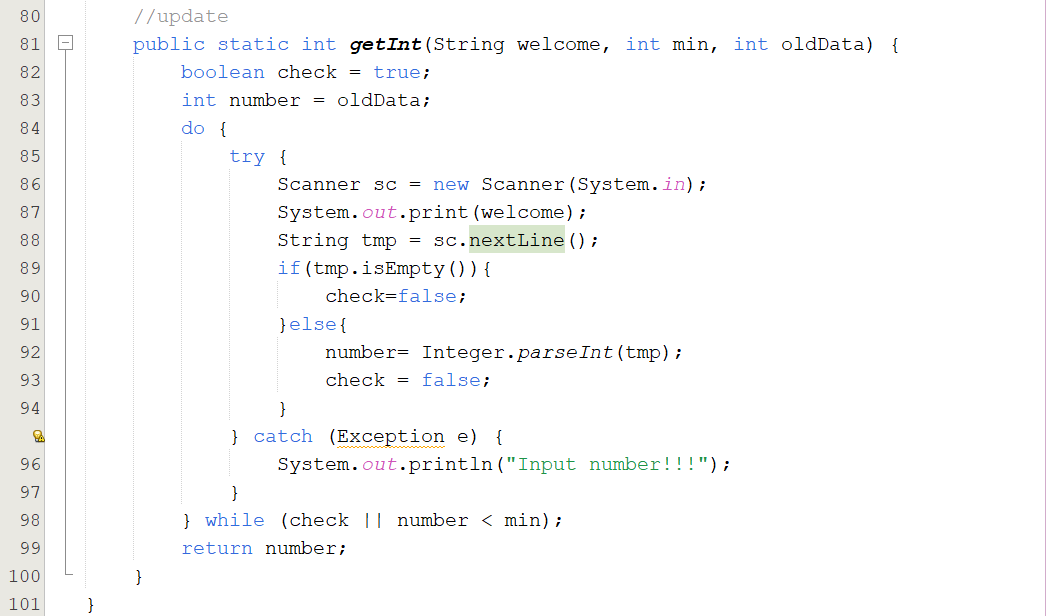 80 //update
81 public static int getInt(String welcome, int min, int oldData) {
82 boolean check = true;
83 int number = oldData;
84 do {
85 try {
86 Scanner sc = new Scanner(System.in);
87 System.out.print(welcome);
88 String tmp = sc.nextLine();
89 if(tmp.isEmpty()){
90 check=false;
91 }else{
92 number= Integer.parseInt(tmp);
93 check = false;
94 }
} catch (Exception e) {
96 System.out.println("Input number!!!");
97 }
98 } while (check || number < min);
99 return number;
100 }
101 }